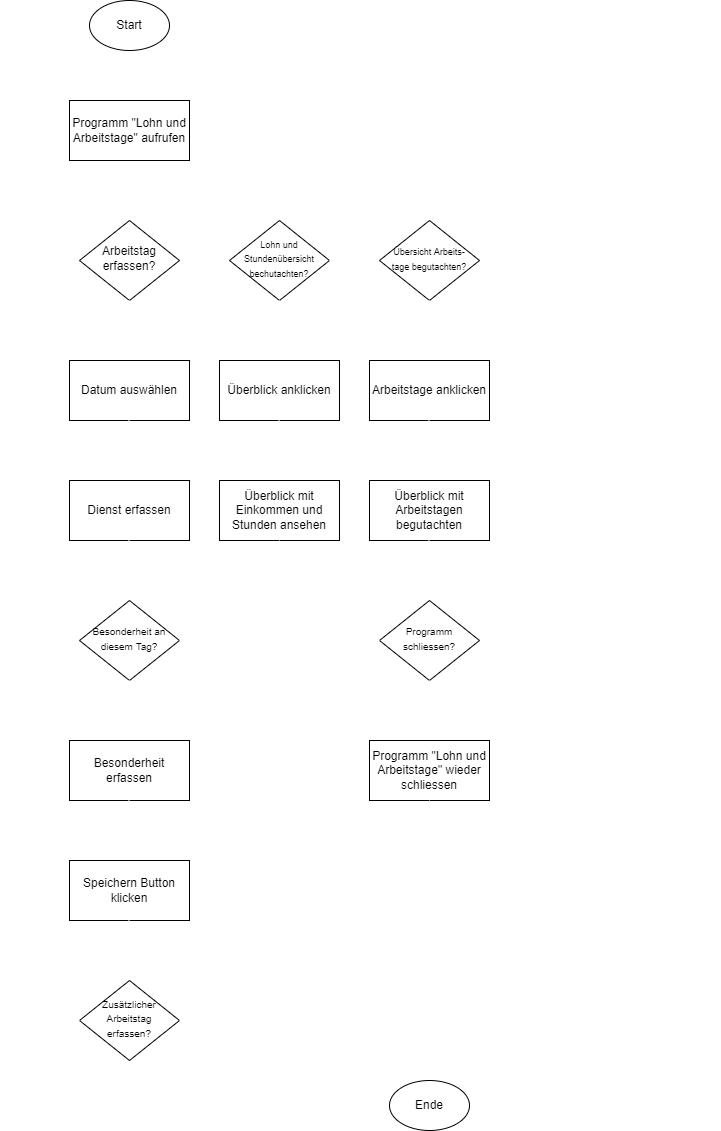 Start
Programm "Lohn und
Arbeitstage" aufrufen
Arbeitstag
erfassen?
Lohn und
Stundenübersicht
bechutachten?
Übersicht Arbeits-
tage begutachten?
Datum auswählen
Überblick anklicken
Arbeitstage anklicken
Dienst erfassen
Überblick mit
Einkommen und
Stunden ansehen
Überblick mit
Arbeitstagen
begutachten
Besonderheit an
diesem Tag?
Programm
schliessen?
Besonderheit
erfassen
Programm "Lohn und
Arbeitstage" wieder
schliessen
Speichern Button
klicken
Zusätzlicher
Arbeitstag
erfassen?
Ende